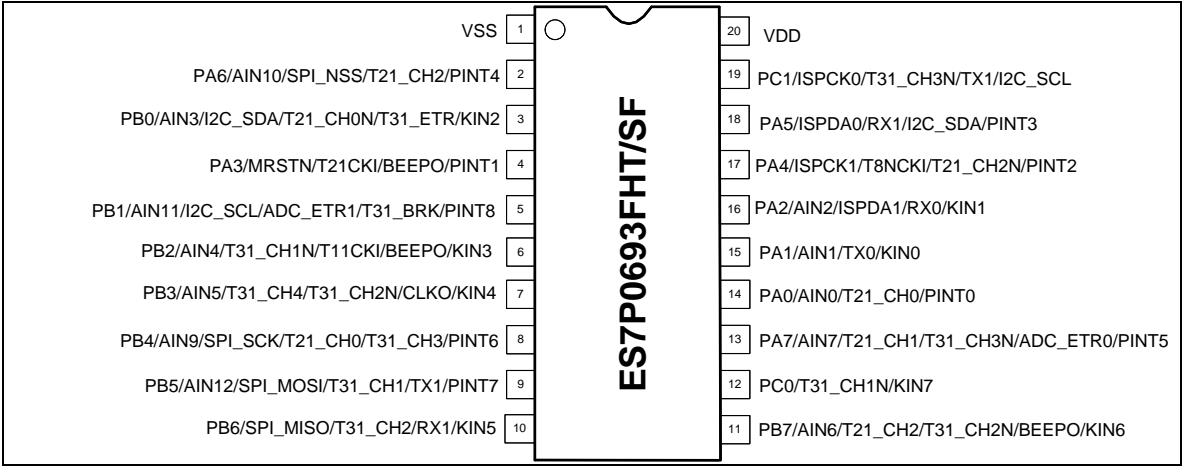 VSS 1
PA6/AIN10/SPI_NSS/T21_CH2/PINT4 2
PB0/AIN3/I2C_SDA/T21_CH0N/T31_ETR/KIN2 3
PA3/MRSTN/T21CKI/BEEPO/PINT1 4
PB1/AIN11/I2C_SCL/ADC_ETR1/T31_BRK/PINT8 5
PB2/AIN4/T31_CH1N/T11CKI/BEEPO/KIN3 6
PB3/AIN5/T31_CH4/T31_CH2N/CLKO/KIN4 7
PB4/AIN9/SPI_SCK/T21_CH0/T31_CH3/PINT6 8
PB5/AIN12/SPI_MOSI/T31_CH1/TX1/PINT7 9
PB6/SPI_MISO/T31_CH2/RX1/KIN5 10
ES7P0693FHT/SF
20 VDD
19 PC1/ISPCK0/T31_CH3N/TX1/I2C_SCL
18 PA5/ISPDA0/RX1/I2C_SDA/PINT3
17 PA4/ISPCK1/T8NCKI/T21_CH2N/PINT2
16 PA2/AIN2/ISPDA1/RX0/KIN1
15 PA1/AIN1/TX0/KIN0
14 PA0/AIN0/T21_CH0/PINT0
13 PA7/AIN7/T21_CH1/T31_CH3N/ADC_ETR0/PINT5
12 PC0/T31_CH1N/KIN7
11 PB7/AIN6/T21_CH2/T31_CH2N/BEEPO/KIN6